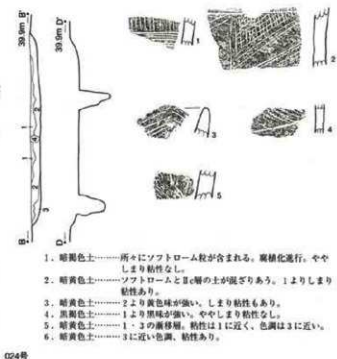 39.9m B'
39.9m D'
B
D
1
2
3
4
5
1. 暗褐色土………所々にソフトローム粒が含まれる。腐植化進行。やや
しまり粘性なし。
2. 暗黄色土………ソフトロームとⅡc層の土が混ざりあう。1よりしまり
粘性あり。
3. 暗黄色土………2より黄色味が強い。しまり粘性もあり。
4. 黒褐色土………1より黒味が強い。ややしまり粘性なし。
5. 暗黄色土………1・3の漸移層。粘性は1に近く、色調は3に近い。
6. 暗黄色土………3に近い色調、粘性あり。
024号